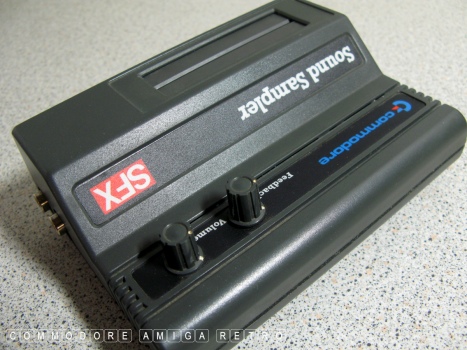 Sound Sampler
commodore
SFX
Feedback
Volume
COMMODORE AMIGA RETRO